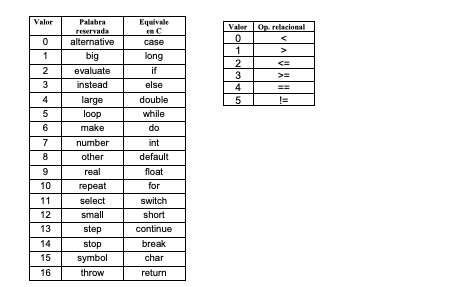 Valor Palabra reservada Equivale en C
0 alternative case
1 big long
2 evaluate if
3 instead else
4 large double
5 loop while
6 make do
7 number int
8 other default
9 real float
10 repeat for
11 select switch
12 small short
13 step continue
14 stop break
15 symbol char
16 throw return
Valor Op. relacional
0 <
1 >
2 <=
3 >=
4 ==
5 !=